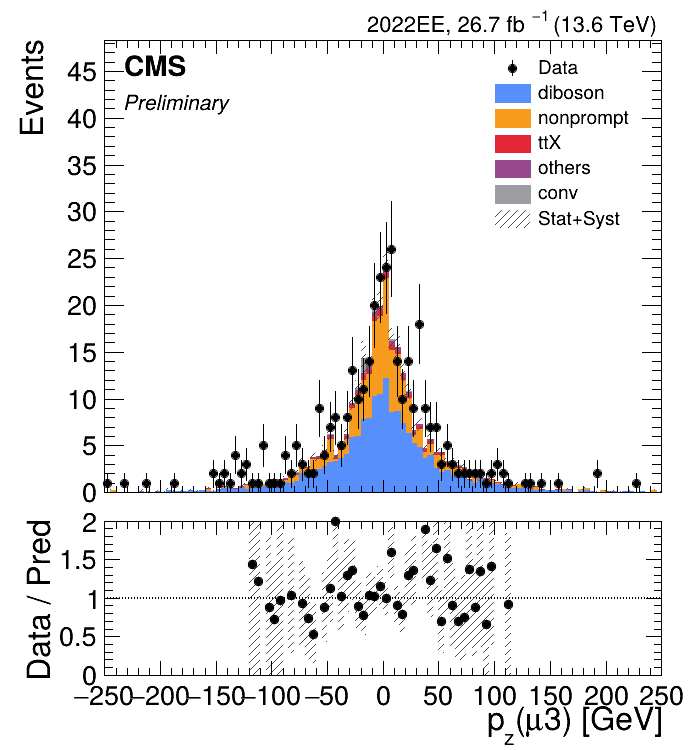 2022EE, 26.7 fb⁻¹ (13.6 TeV)
Events
CMS
Preliminary
Data
diboson
nonprompt
ttX
others
conv
Stat+Syst
45
40
35
30
25
20
15
10
5
0
Data / Pred
2
1.5
1
0.5
0
−250 −200 −150 −100 −50 0 50 100 150 200 250
p_z(μ3) [GeV]